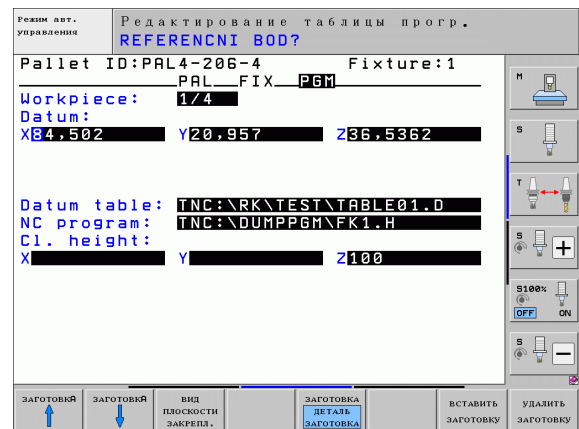 Режим авт.
управления
Редактирование таблицы прогр.
REFERENCNI BOD?
Pallet ID:PAL4-206-4 Fixture:1
PAL FIX PGM
Workpiece: 1/4
Datum:
X84,502 Y20,957 Z36,5362
Datum table: TNC:\RK\TEST\TABLE01.D
NC program: TNC:\DUMPPGM\FK1.H
Cl. height:
X Y Z100
M
S
T
S
+
S100%
OFF ON
S
-
ЗАГОТОВКА
ЗАГОТОВКА
ВИД
ПЛОСКОСТИ
ЗАКРЕПЛ.
ЗАГОТОВКА
ДЕТАЛЬ
ЗАГОТОВКА
ВСТАВИТЬ
ЗАГОТОВКУ
УДАЛИТЬ
ЗАГОТОВКУ